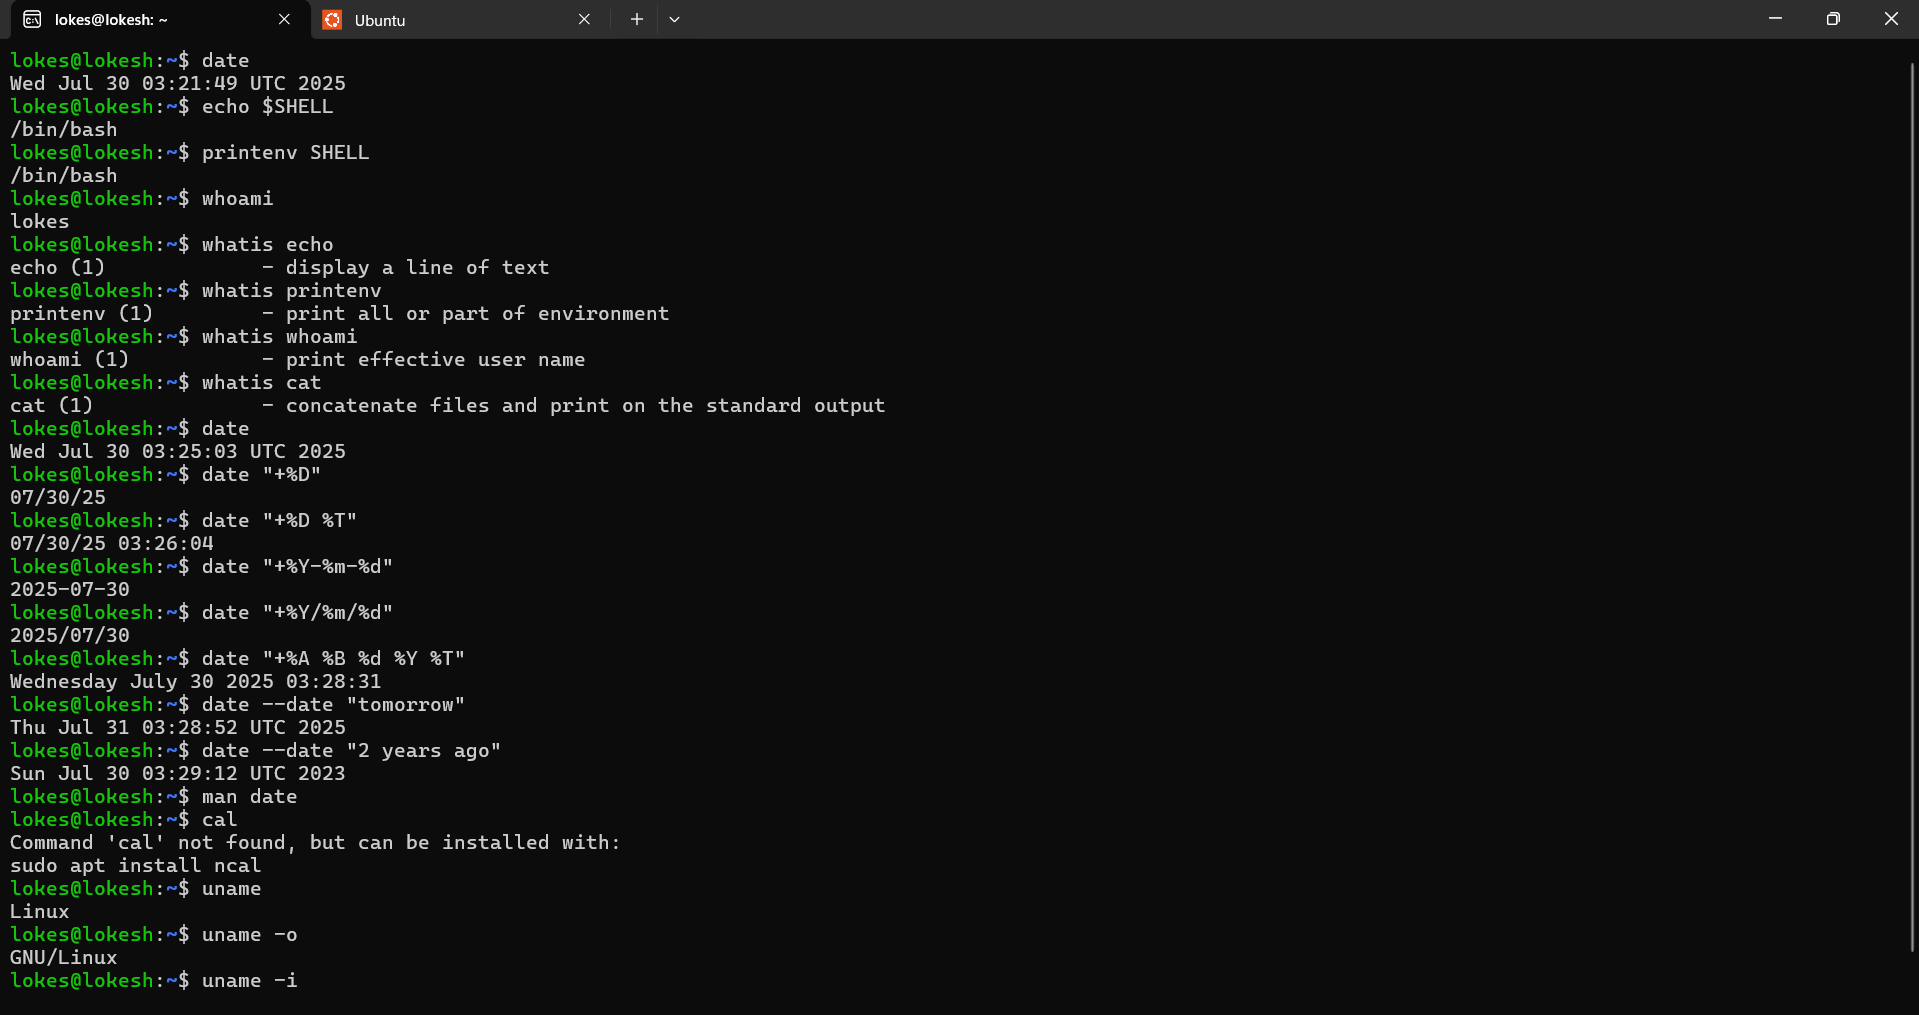 lokes@lokesh: ~
Ubuntu
lokes@lokesh:~$ date
Wed Jul 30 03:21:49 UTC 2025
lokes@lokesh:~$ echo $SHELL
/bin/bash
lokes@lokesh:~$ printenv SHELL
/bin/bash
lokes@lokesh:~$ whoami
lokes
lokes@lokesh:~$ whatis echo
echo (1)             - display a line of text
lokes@lokesh:~$ whatis printenv
printenv (1)         - print all or part of environment
lokes@lokesh:~$ whatis whoami
whoami (1)           - print effective user name
lokes@lokesh:~$ whatis cat
cat (1)              - concatenate files and print on the standard output
lokes@lokesh:~$ date
Wed Jul 30 03:25:03 UTC 2025
lokes@lokesh:~$ date "+%D"
07/30/25
lokes@lokesh:~$ date "+%D %T"
07/30/25 03:26:04
lokes@lokesh:~$ date "+%Y-%m-%d"
2025-07-30
lokes@lokesh:~$ date "+%Y/%m/%d"
2025/07/30
lokes@lokesh:~$ date "+%A %B %d %Y %T"
Wednesday July 30 2025 03:28:31
lokes@lokesh:~$ date --date "tomorrow"
Thu Jul 31 03:28:52 UTC 2025
lokes@lokesh:~$ date --date "2 years ago"
Sun Jul 30 03:29:12 UTC 2023
lokes@lokesh:~$ man date
lokes@lokesh:~$ cal
Command 'cal' not found, but can be installed with:
sudo apt install ncal
lokes@lokesh:~$ uname
Linux
lokes@lokesh:~$ uname -o
GNU/Linux
lokes@lokesh:~$ uname -i